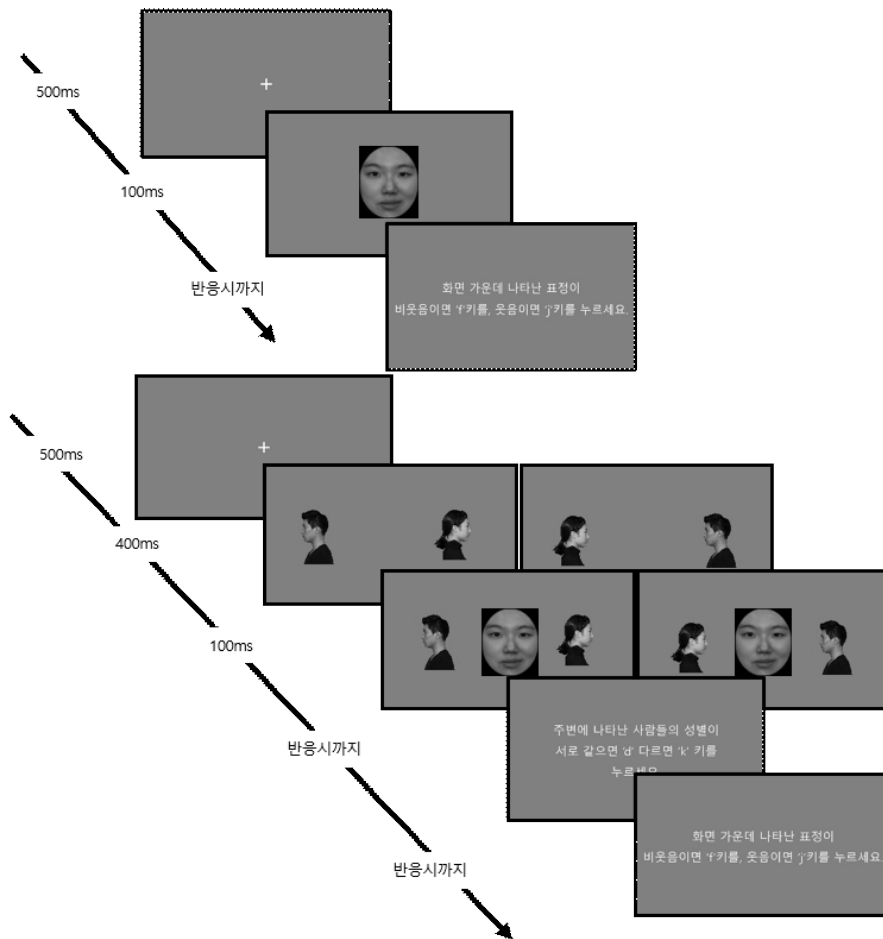 500ms
100ms
반응시까지
화면 가운데 나타난 표정이
비웃음이면 'f'키를, 웃음이면 'j'키를 누르세요.
500ms
400ms
100ms
반응시까지
주변에 나타난 사람들의 성별이
서로 같으면 'd' 다르면 'k' 키를
누르세요
반응시까지
화면 가운데 나타난 표정이
비웃음이면 'f'키를, 웃음이면 'j'키를 누르세요.